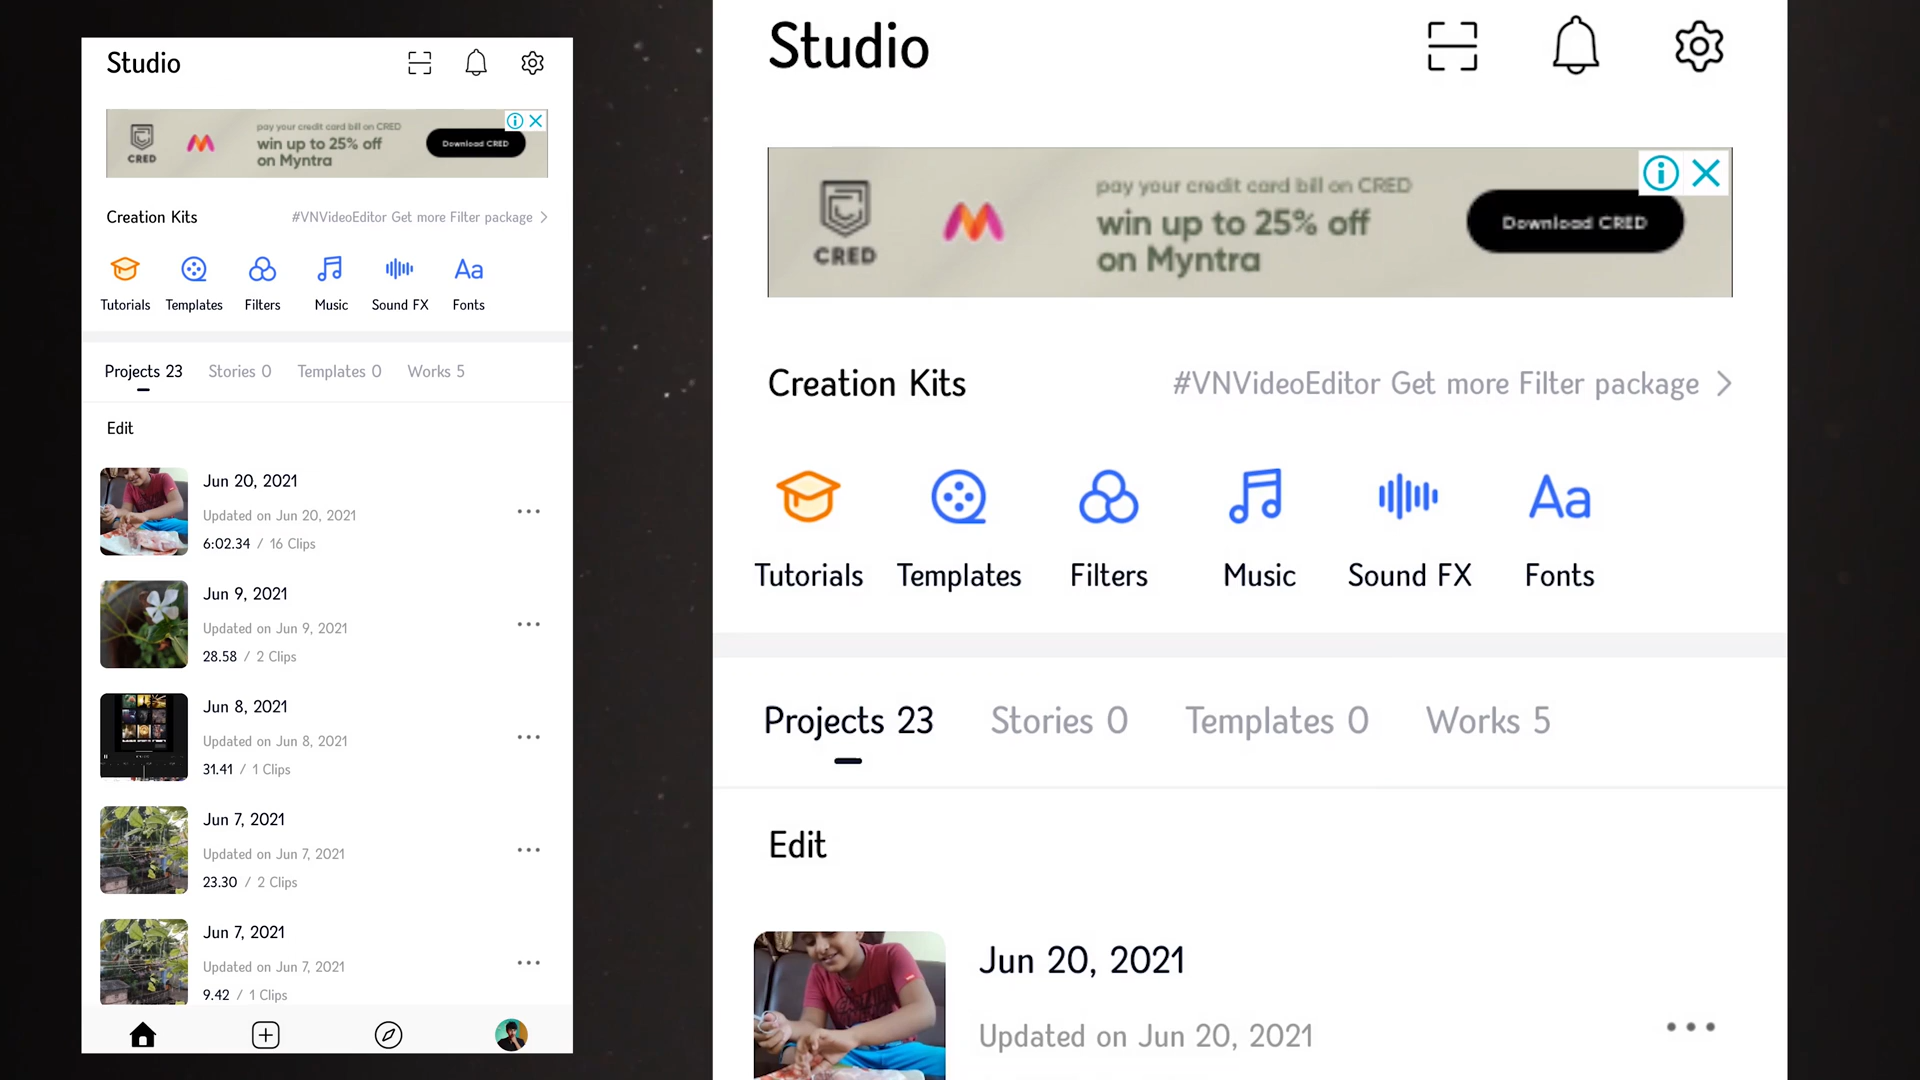 Studio
CRED
pay your credit card bill on CRED
win up to 25% off
on Myntra
Download CRED
Creation Kits
#VNVideoEditor Get more Filter package
Tutorials
Templates
Filters
Music
Sound FX
Fonts
Projects 23
Stories 0
Templates 0
Works 5
Edit
Jun 20, 2021
Updated on Jun 20, 2021
6:02.34 / 16 Clips
Jun 9, 2021
Updated on Jun 9, 2021
28.58 / 2 Clips
Jun 8, 2021
Updated on Jun 8, 2021
31.41 / 1 Clips
Jun 7, 2021
Updated on Jun 7, 2021
23.30 / 2 Clips
Jun 7, 2021
Updated on Jun 7, 2021
9.42 / 1 Clips
Studio
CRED
pay your credit card bill on CRED
win up to 25% off
on Myntra
Download CRED
Creation Kits
#VNVideoEditor Get more Filter package
Tutorials
Templates
Filters
Music
Sound FX
Fonts
Projects 23
Stories 0
Templates 0
Works 5
Edit
Jun 20, 2021
Updated on Jun 20, 2021